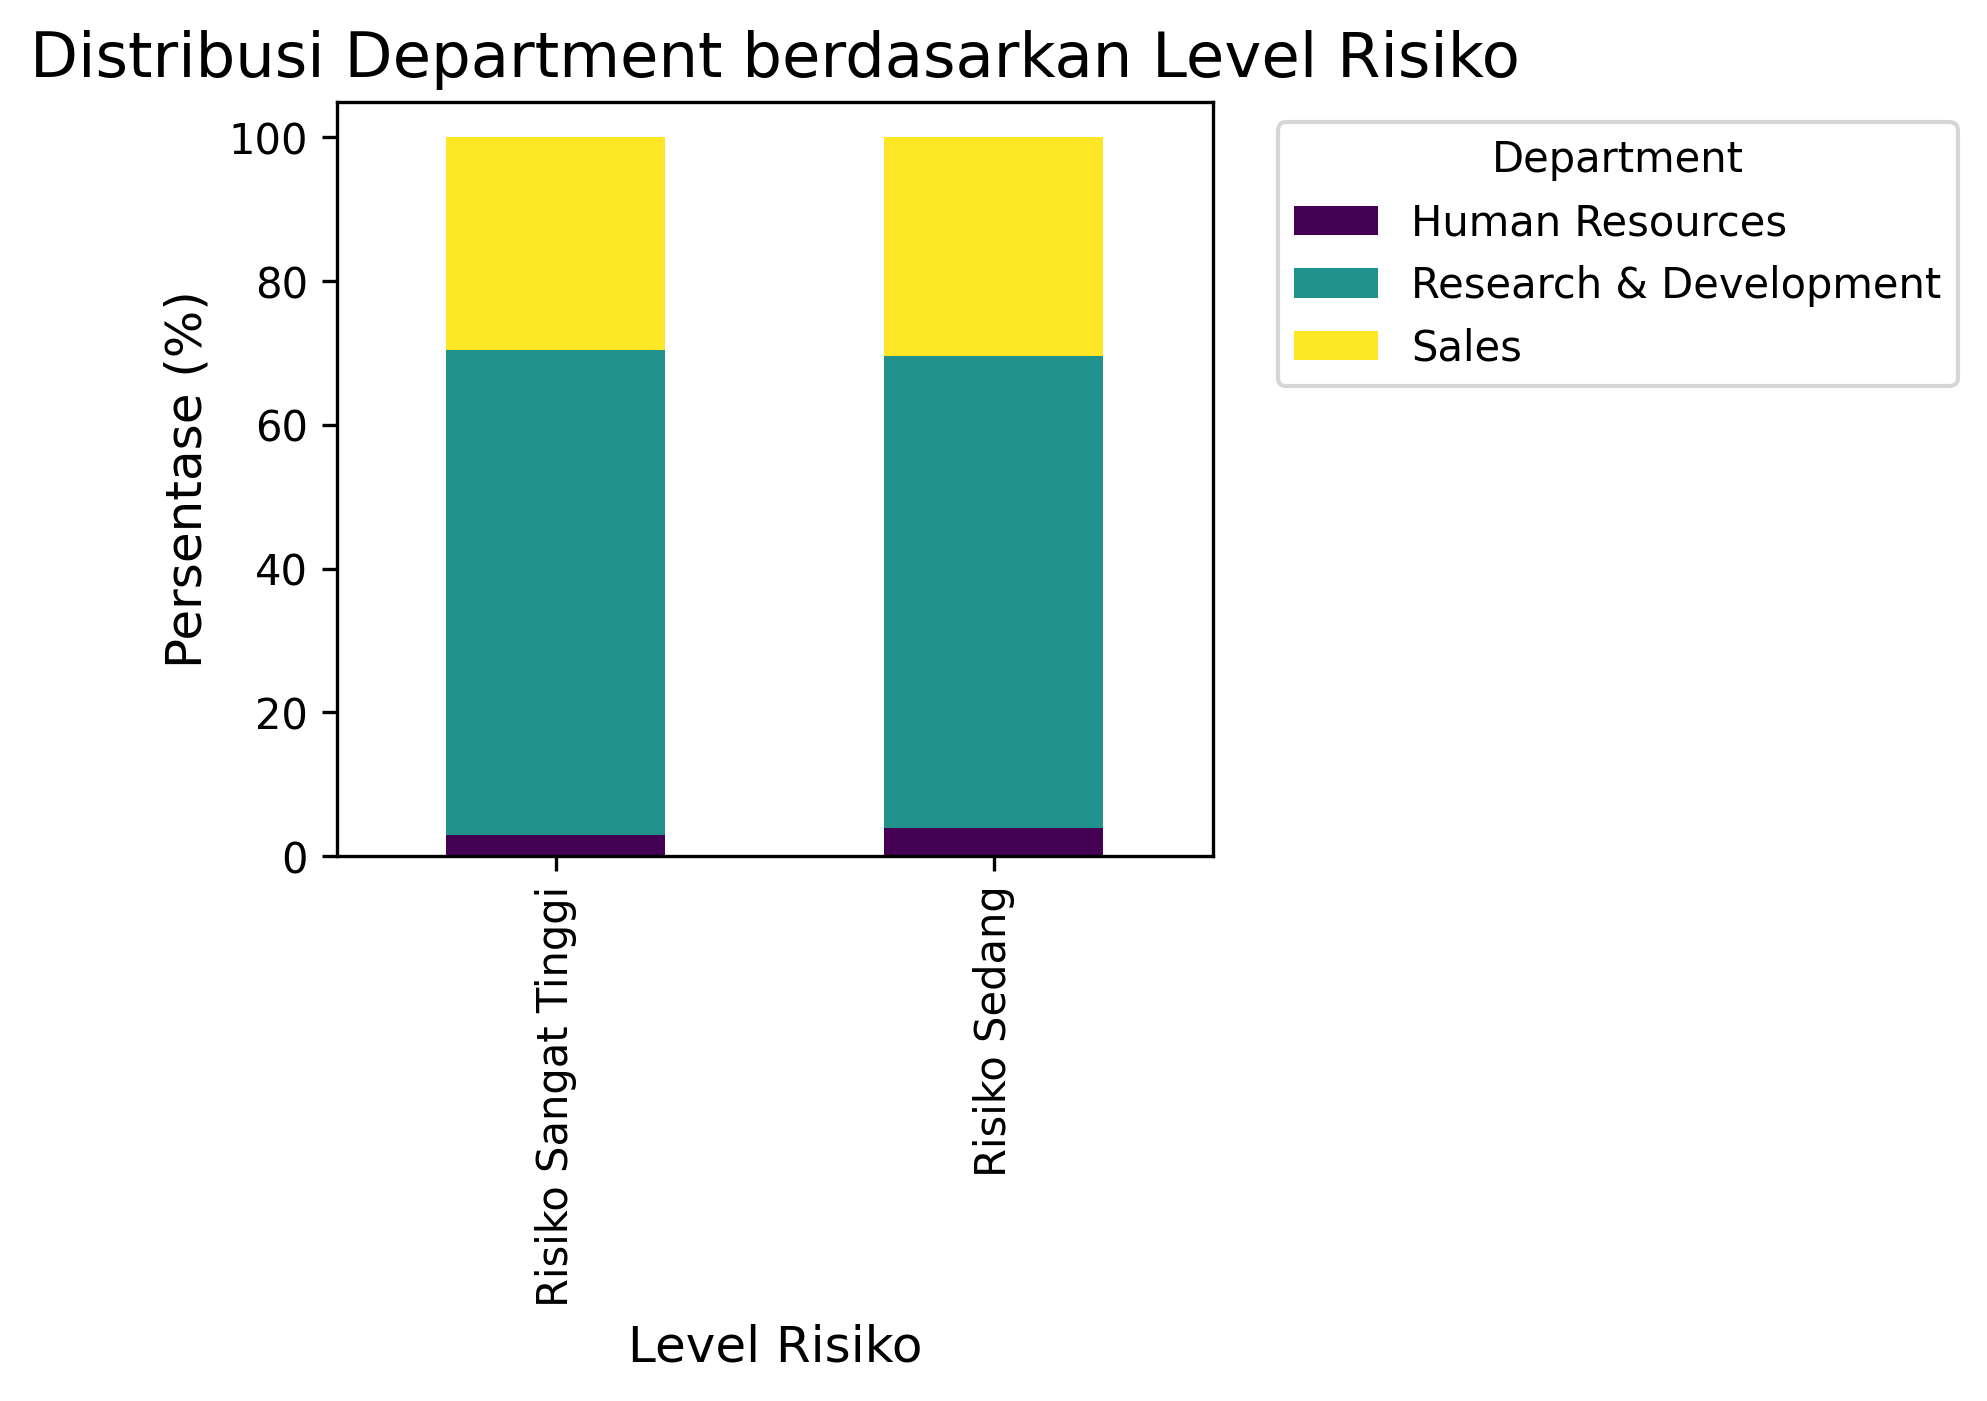 Distribusi Department berdasarkan Level Risiko
Persentase (%)
100
80
60
40
20
0
Risiko Sangat Tinggi
Risiko Sedang
Level Risiko
Department
Human Resources
Research & Development
Sales